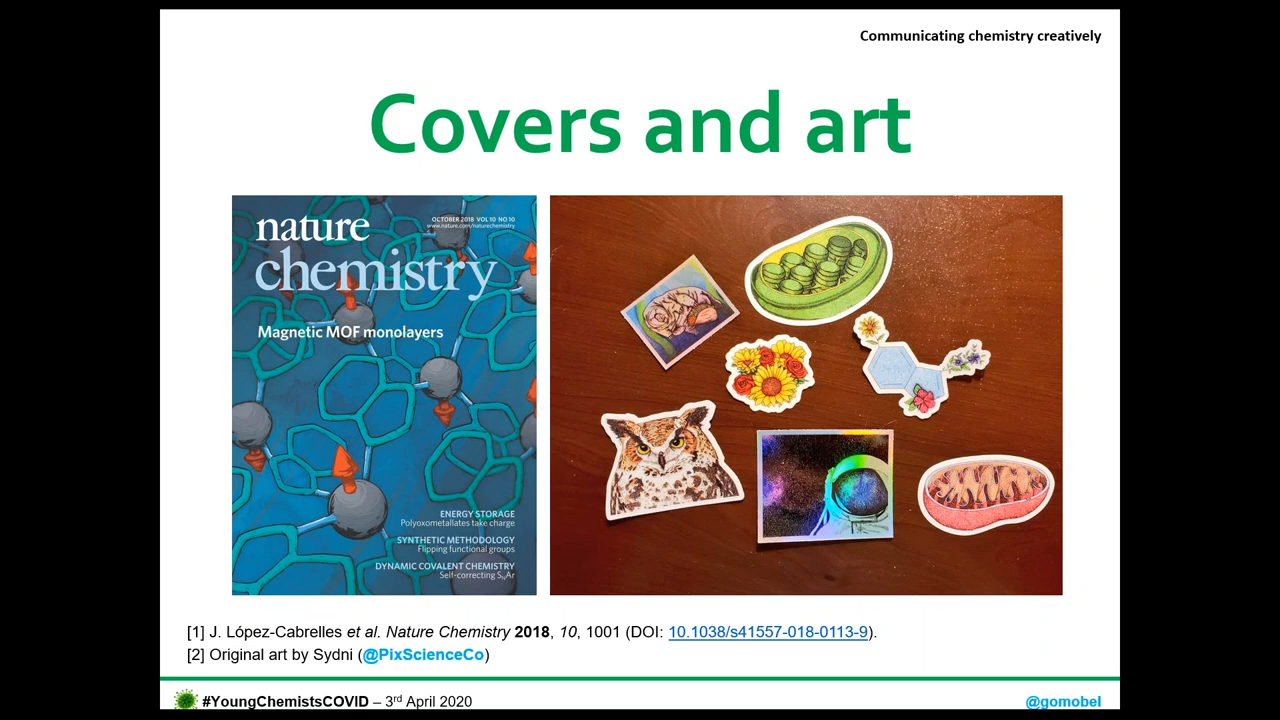 Communicating chemistry creatively
Covers and art
OCTOBER 2018 VOL 10 NO 10
www.nature.com/naturechemistry
nature
chemistry
Magnetic MOF monolayers
ENERGY STORAGE
Polyoxometallates take charge
SYNTHETIC METHODOLOGY
Flipping functional groups
DYNAMIC COVALENT CHEMISTRY
Self-correcting SNAr
[1] J. López-Cabrelles et al. Nature Chemistry 2018, 10, 1001 (DOI: 10.1038/s41557-018-0113-9).
[2] Original art by Sydni (@PixScienceCo)
#YoungChemistsCOVID – 3rd April 2020
@gomobel